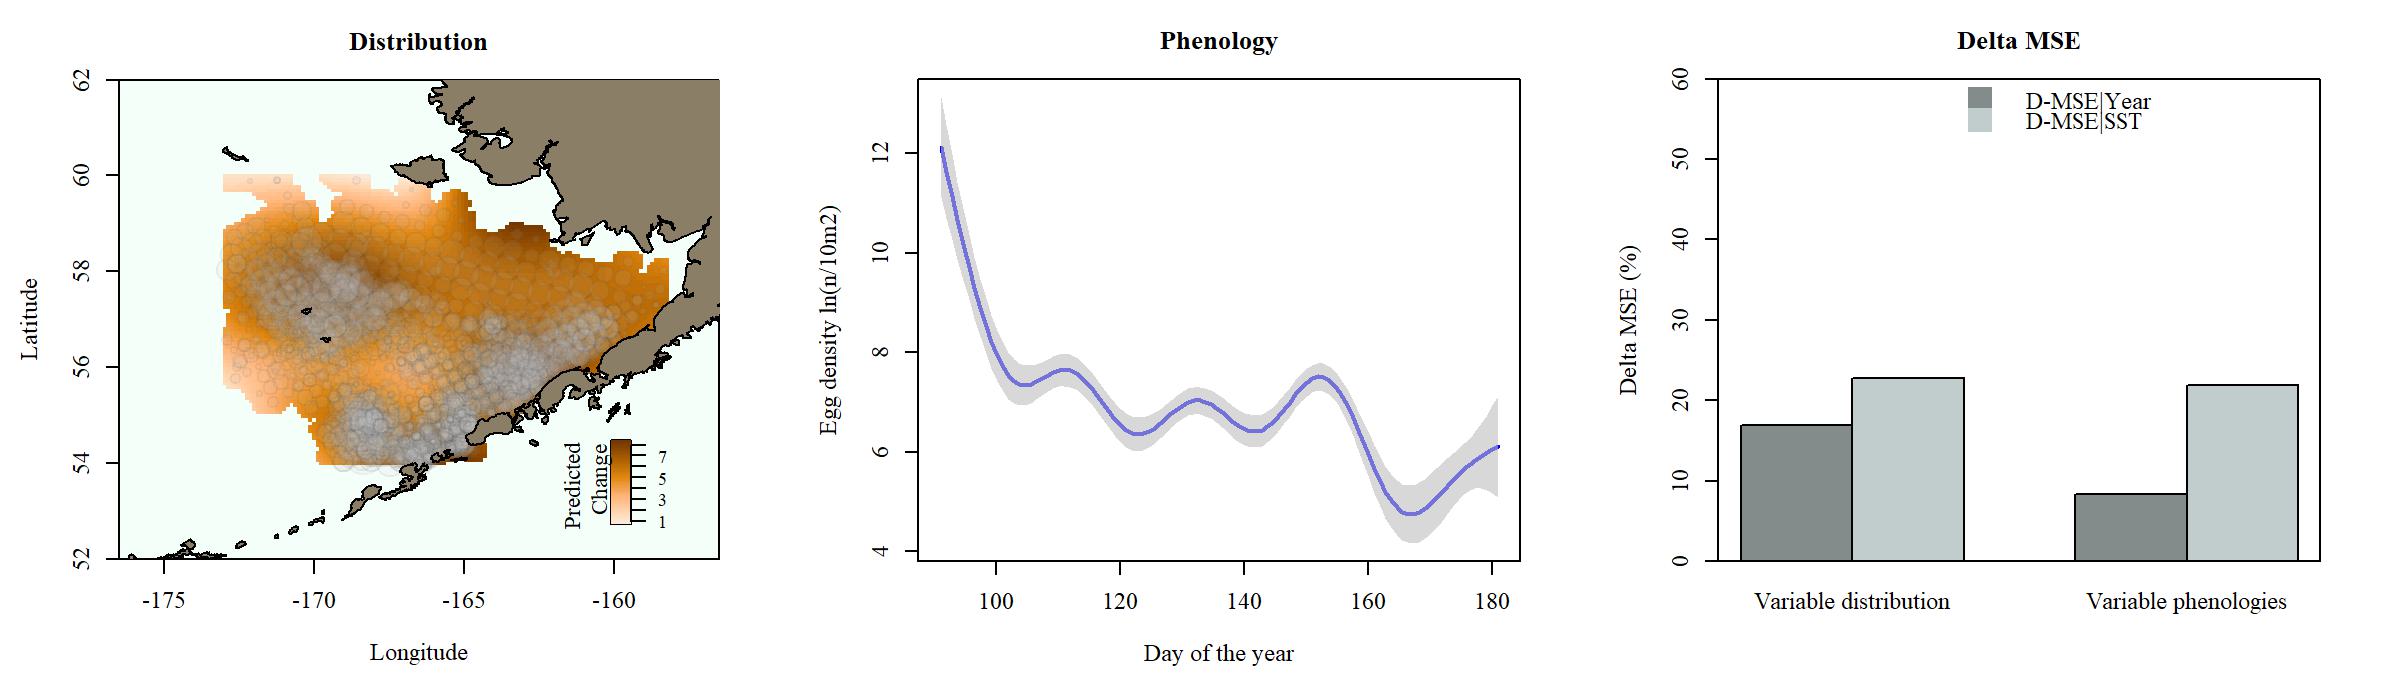 Distribution
Latitude
62
60
58
56
54
52
Predicted
Change
7
5
3
1
-175
-170
-165
-160
Longitude
Phenology
Egg density ln(n/10m2)
12
10
8
6
4
100
120
140
160
180
Day of the year
Delta MSE
Delta MSE (%)
60
50
40
30
20
10
0
D-MSE|Year
D-MSE|SST
Variable distribution
Variable phenologies